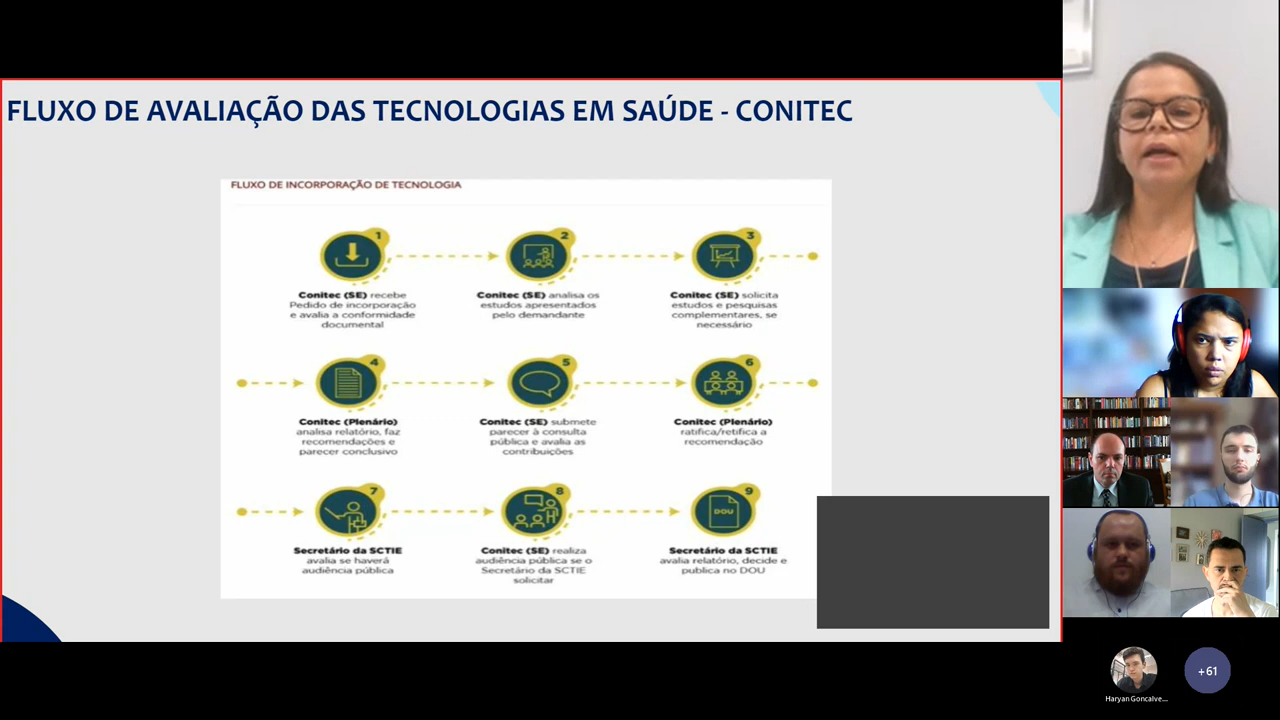 FLUXO DE AVALIAÇÃO DAS TECNOLOGIAS EM SAÚDE - CONITEC
FLUXO DE INCORPORAÇÃO DE TECNOLOGIA
1
Conitec (SE) recebe
Pedido de incorporação
e avalia a conformidade
documental
2
Conitec (SE) analisa os
estudos apresentados
pelo demandante
3
Conitec (SE) solicita
estudos e pesquisas
complementares, se
necessário
4
Conitec (Plenário)
analisa relatório, faz
recomendações e
parecer conclusivo
5
Conitec (SE) submete
parecer à consulta
pública e avalia as
contribuições
6
Conitec (Plenário)
ratifica/retifica a
recomendação
7
Secretário da SCTIE
avalia se haverá
audiência pública
8
Conitec (SE) realiza
audiência pública se o
Secretário da SCTIE
solicitar
9
DOU
Secretário da SCTIE
avalia relatório, decide e
publica no DOU
Haryan Goncalve...
+61